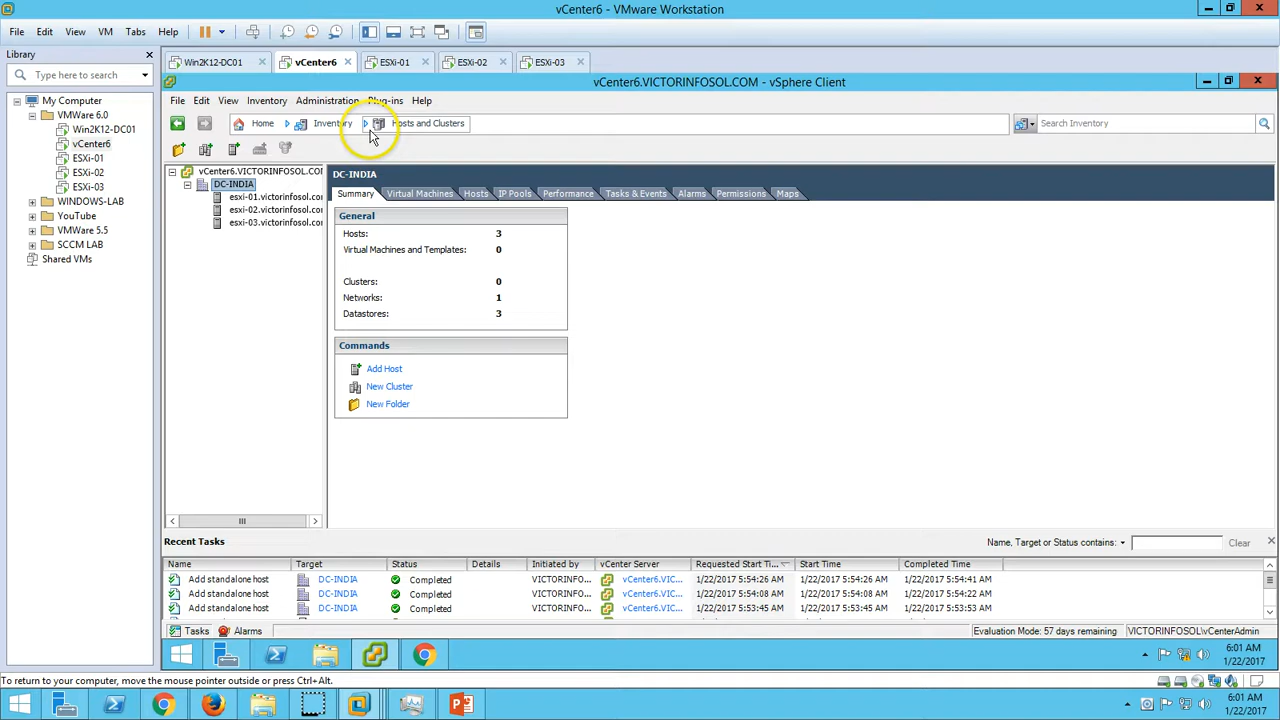 vCenter6 - VMware Workstation
File Edit View VM Tabs Help
Library
Type here to search
My Computer
VMWare 6.0
Win2K12-DC01
vCenter6
ESXi-01
ESXi-02
ESXi-03
WINDOWS-LAB
YouTube
VMWare 5.5
SCCM LAB
Shared VMs
Win2K12-DC01 vCenter6 ESXi-01 ESXi-02 ESXi-03
vCenter6.VICTORINFOSOL.COM - vSphere Client
File Edit View Inventory Administration Plug-ins Help
Home Inventory Hosts and Clusters Search Inventory
vCenter6.VICTORINFOSOL.COM
DC-INDIA
esxi-01.victorinfosol.com
esxi-02.victorinfosol.com
esxi-03.victorinfosol.com
DC-INDIA
Summary Virtual Machines Hosts IP Pools Performance Tasks & Events Alarms Permissions Maps
General
Hosts: 3
Virtual Machines and Templates: 0
Clusters: 0
Networks: 1
Datastores: 3
Commands
Add Host
New Cluster
New Folder
Recent Tasks Name, Target or Status contains: Clear
Name Target Status Details Initiated by vCenter Server Requested Start Ti... Start Time Completed Time
Add standalone host DC-INDIA Completed VICTORINFO... vCenter6.VIC... 1/22/2017 5:54:26 AM 1/22/2017 5:54:26 AM 1/22/2017 5:54:41 AM
Add standalone host DC-INDIA Completed VICTORINFO... vCenter6.VIC... 1/22/2017 5:54:08 AM 1/22/2017 5:54:08 AM 1/22/2017 5:54:22 AM
Add standalone host DC-INDIA Completed VICTORINFO... vCenter6.VIC... 1/22/2017 5:53:45 AM 1/22/2017 5:53:45 AM 1/22/2017 5:53:53 AM
Tasks Alarms Evaluation Mode: 57 days remaining VICTORINFOSOL\vCenterAdmin
6:01 AM
1/22/2017
To return to your computer, move the mouse pointer outside or press Ctrl+Alt.
6:01 AM
1/22/2017